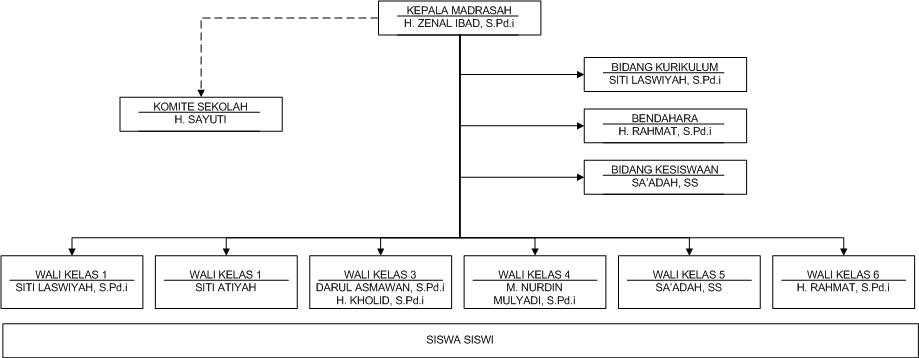 KEPALA MADRASAH
H. ZENAL IBAD, S.Pd.i
BIDANG KURIKULUM
SITI LASWIYAH, S.Pd.i
KOMITE SEKOLAH
H. SAYUTI
BENDAHARA
H. RAHMAT, S.Pd.i
BIDANG KESISWAAN
SA'ADAH, SS
WALI KELAS 1
SITI LASWIYAH, S.Pd.i
WALI KELAS 1
SITI ATIYAH
WALI KELAS 3
DARUL ASMAWAN, S.Pd.i
H. KHOLID, S.Pd.i
WALI KELAS 4
M. NURDIN
MULYADI, S.Pd.i
WALI KELAS 5
SA'ADAH, SS
WALI KELAS 6
H. RAHMAT, S.Pd.i
SISWA SISWI